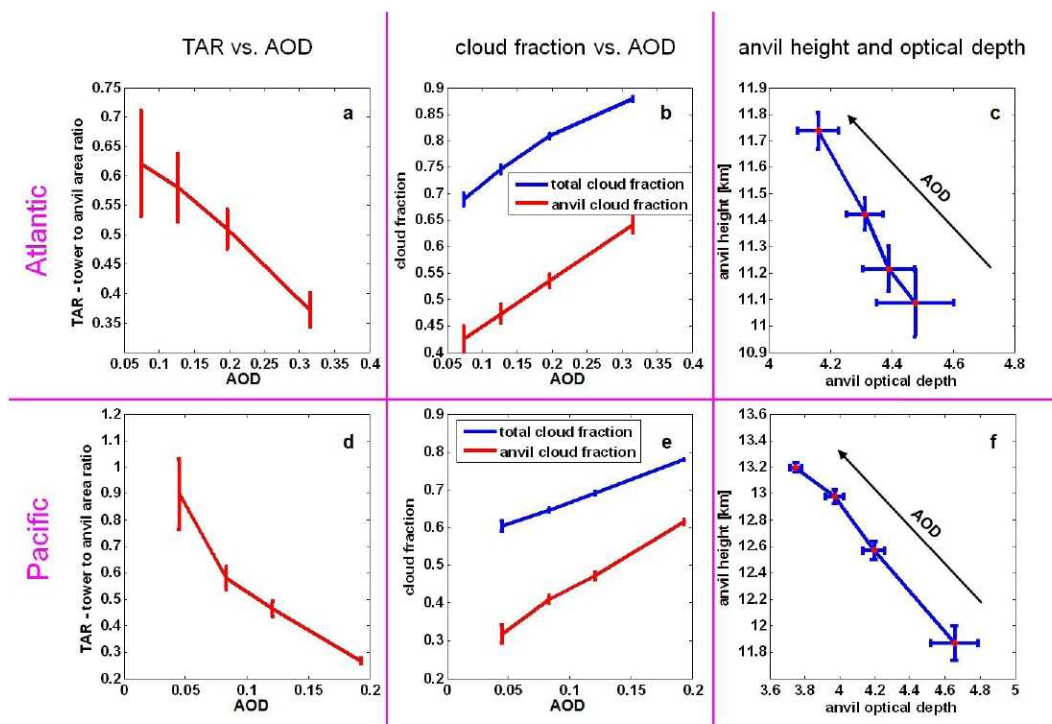 TAR vs. AOD
cloud fraction vs. AOD
anvil height and optical depth
Atlantic
TAR - tower to anvil area ratio
0.75
0.7
0.65
0.6
0.55
0.5
0.45
0.4
0.35
a
0.05 0.1 0.15 0.2 0.25 0.3 0.35 0.4
AOD
cloud fraction
0.9
0.85
0.8
0.75
0.7
0.65
0.6
0.55
0.5
0.45
0.4
b
total cloud fraction
anvil cloud fraction
0.05 0.1 0.15 0.2 0.25 0.3 0.35 0.4
AOD
anvil height [km]
11.8
11.7
11.6
11.5
11.4
11.3
11.2
11.1
11
10.9
c
AOD
4 4.2 4.4 4.6 4.8
anvil optical depth
Pacific
TAR - tower to anvil area ratio
1.2
1.1
1
0.9
0.8
0.7
0.6
0.5
0.4
0.3
0.2
d
0 0.05 0.1 0.15 0.2
AOD
cloud fraction
0.9
0.8
0.7
0.6
0.5
0.4
0.3
0.2
total cloud fraction
anvil cloud fraction
e
0 0.05 0.1 0.15 0.2
AOD
anvil height [km]
13.6
13.4
13.2
13
12.8
12.6
12.4
12.2
12
11.8
f
AOD
3.6 3.8 4 4.2 4.4 4.6 4.8 5
anvil optical depth